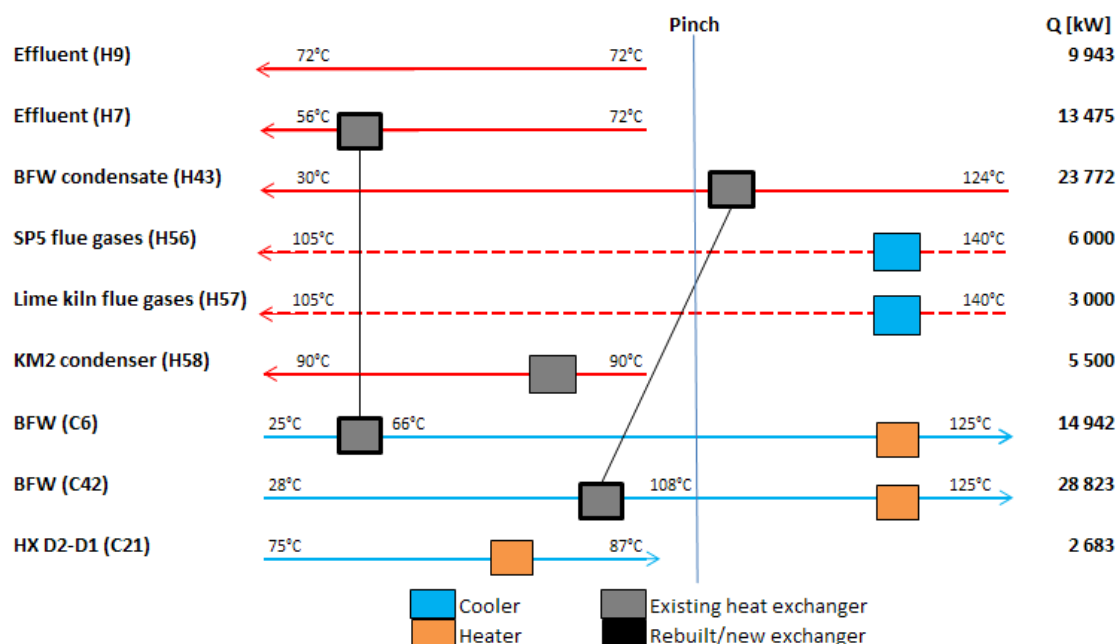 Pinch Q [kW]
Effluent (H9) 72°C 72°C 9 943
Effluent (H7) 56°C 72°C 13 475
BFW condensate (H43) 30°C 124°C 23 772
SP5 flue gases (H56) 105°C 140°C 6 000
Lime kiln flue gases (H57) 105°C 140°C 3 000
KM2 condenser (H58) 90°C 90°C 5 500
BFW (C6) 25°C 66°C 125°C 14 942
BFW (C42) 28°C 108°C 125°C 28 823
HX D2-D1 (C21) 75°C 87°C 2 683
Cooler Existing heat exchanger
Heater Rebuilt/new exchanger